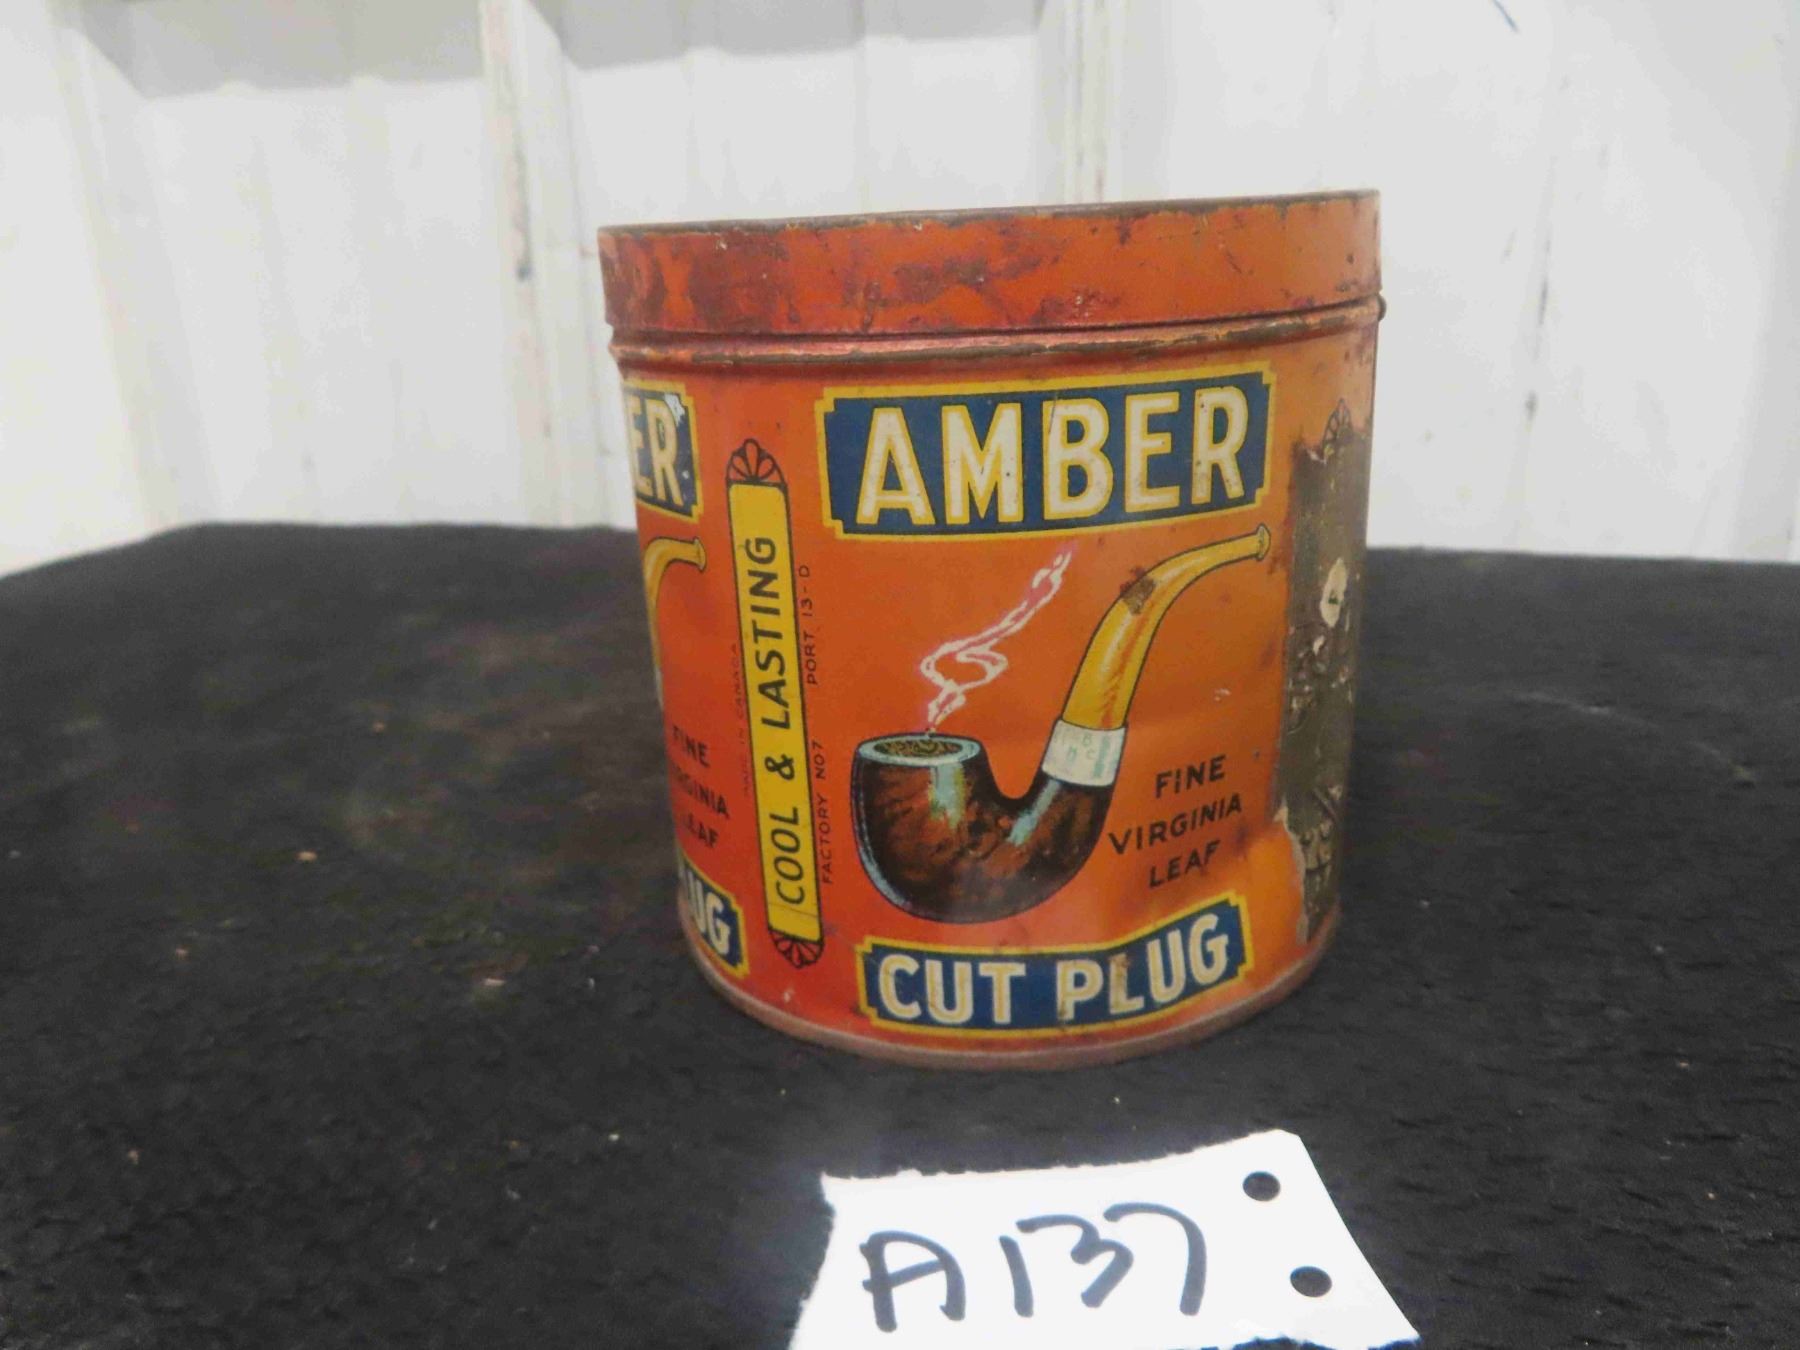 AMBER
ER
COOL & LASTING
MADE IN CANADA
FACTORY NO7 PORT 13-D
FINE
VIRGINIA
LEAF
FINE
VIRGINIA
LEAF
CUT PLUG
UG
A137